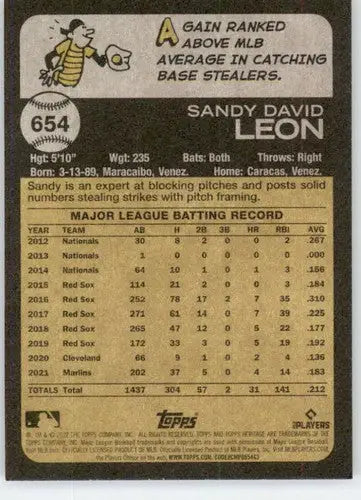 AGAIN RANKED
ABOVE MLB
AVERAGE IN CATCHING
BASE STEALERS.
654
SANDY DAVID
LEON
Hgt: 5'10" Wgt: 235 Bats: Both Throws: Right
Born: 3-13-89, Maracaibo, Venez. Home: Caracas, Venez.
Sandy is an expert at blocking pitches and posts solid
numbers stealing strikes with pitch framing.
MAJOR LEAGUE BATTING RECORD
YEAR TEAM AB H 2B 3B HR RBI AVG
2012 Nationals 30 8 2 0 0 2 .267
2013 Nationals 1 0 0 0 0 0 .000
2014 Nationals 64 10 1 0 1 3 .156
2015 Red Sox 114 21 2 0 0 3 .184
2016 Red Sox 252 78 17 2 7 35 .310
2017 Red Sox 271 61 14 0 7 39 .225
2018 Red Sox 265 47 12 0 5 22 .177
2019 Red Sox 172 33 3 0 5 19 .192
2020 Cleveland 66 9 1 0 2 4 .136
2021 Marlins 202 37 5 0 4 14 .183
TOTALS Total 1437 304 57 2 31 141 .212
Topps
PLAYERS